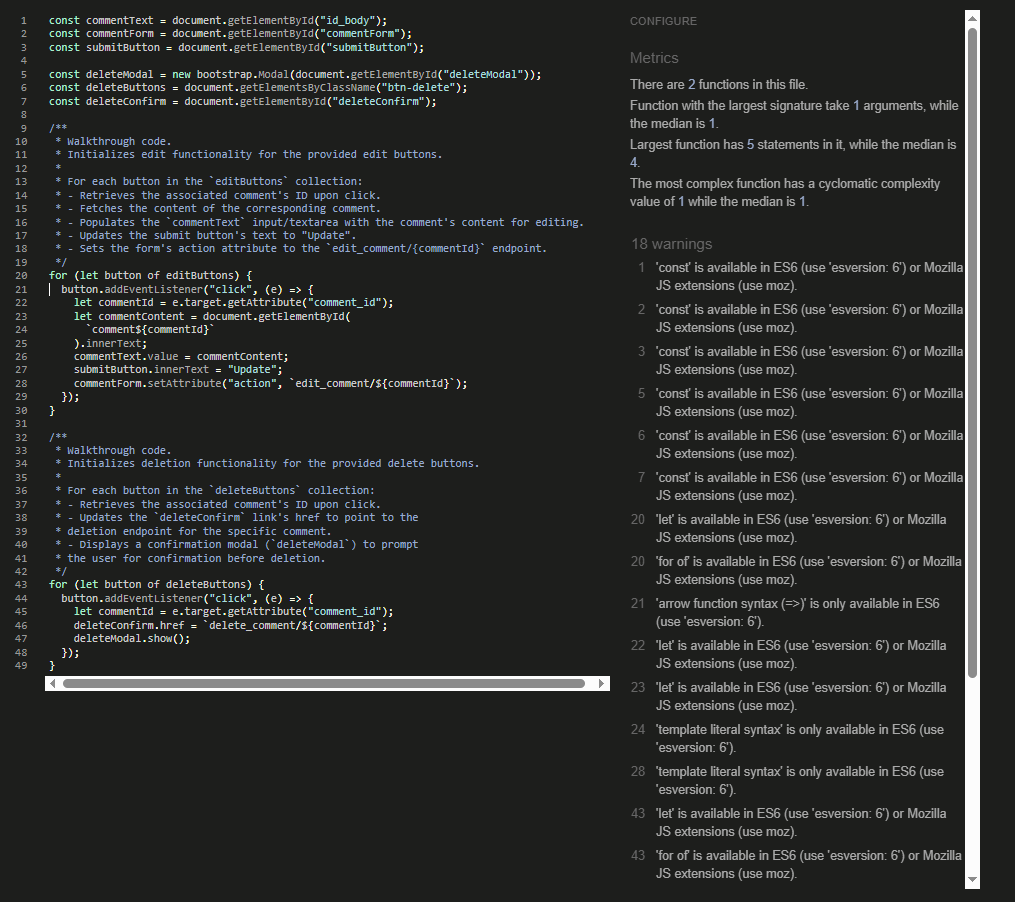 1 const commentText = document.getElementById("id_body");
2 const commentForm = document.getElementById("commentForm");
3 const submitButton = document.getElementById("submitButton");
4
5 const deleteModal = new bootstrap.Modal(document.getElementById("deleteModal"));
6 const deleteButtons = document.getElementsByClassName("btn-delete");
7 const deleteConfirm = document.getElementById("deleteConfirm");
8
9 /**
10  * Walkthrough code.
11  * Initializes edit functionality for the provided edit buttons.
12  *
13  * For each button in the `editButtons` collection:
14  * - Retrieves the associated comment's ID upon click.
15  * - Fetches the content of the corresponding comment.
16  * - Populates the `commentText` input/textarea with the comment's content for editing.
17  * - Updates the submit button's text to "Update".
18  * - Sets the form's action attribute to the `edit_comment/{commentId}` endpoint.
19  */
20 for (let button of editButtons) {
21   button.addEventListener("click", (e) => {
22     let commentId = e.target.getAttribute("comment_id");
23     let commentContent = document.getElementById(
24       `comment${commentId}`
25     ).innerText;
26     commentText.value = commentContent;
27     submitButton.innerText = "Update";
28     commentForm.setAttribute("action", `edit_comment/${commentId}`);
29   });
30 }
31
32 /**
33  * Walkthrough code.
34  * Initializes deletion functionality for the provided delete buttons.
35  *
36  * For each button in the `deleteButtons` collection:
37  * - Retrieves the associated comment's ID upon click.
38  * - Updates the `deleteConfirm` link's href to point to the
39  * deletion endpoint for the specific comment.
40  * - Displays a confirmation modal (`deleteModal`) to prompt
41  * the user for confirmation before deletion.
42  */
43 for (let button of deleteButtons) {
44   button.addEventListener("click", (e) => {
45     let commentId = e.target.getAttribute("comment_id");
46     deleteConfirm.href = `delete_comment/${commentId}`;
47     deleteModal.show();
48   });
49 }
CONFIGURE
Metrics
There are 2 functions in this file.
Function with the largest signature take 1 arguments, while
the median is 1.
Largest function has 5 statements in it, while the median is
4.
The most complex function has a cyclomatic complexity
value of 1 while the median is 1.
18 warnings
1 'const' is available in ES6 (use 'esversion: 6') or Mozilla
JS extensions (use moz).
2 'const' is available in ES6 (use 'esversion: 6') or Mozilla
JS extensions (use moz).
3 'const' is available in ES6 (use 'esversion: 6') or Mozilla
JS extensions (use moz).
5 'const' is available in ES6 (use 'esversion: 6') or Mozilla
JS extensions (use moz).
6 'const' is available in ES6 (use 'esversion: 6') or Mozilla
JS extensions (use moz).
7 'const' is available in ES6 (use 'esversion: 6') or Mozilla
JS extensions (use moz).
20 'let' is available in ES6 (use 'esversion: 6') or Mozilla
JS extensions (use moz).
20 'for of' is available in ES6 (use 'esversion: 6') or Mozilla
JS extensions (use moz).
21 'arrow function syntax (=>)' is only available in ES6
(use 'esversion: 6').
22 'let' is available in ES6 (use 'esversion: 6') or Mozilla
JS extensions (use moz).
23 'let' is available in ES6 (use 'esversion: 6') or Mozilla
JS extensions (use moz).
24 'template literal syntax' is only available in ES6 (use
'esversion: 6').
28 'template literal syntax' is only available in ES6 (use
'esversion: 6').
43 'let' is available in ES6 (use 'esversion: 6') or Mozilla
JS extensions (use moz).
43 'for of' is available in ES6 (use 'esversion: 6') or Mozilla
JS extensions (use moz).